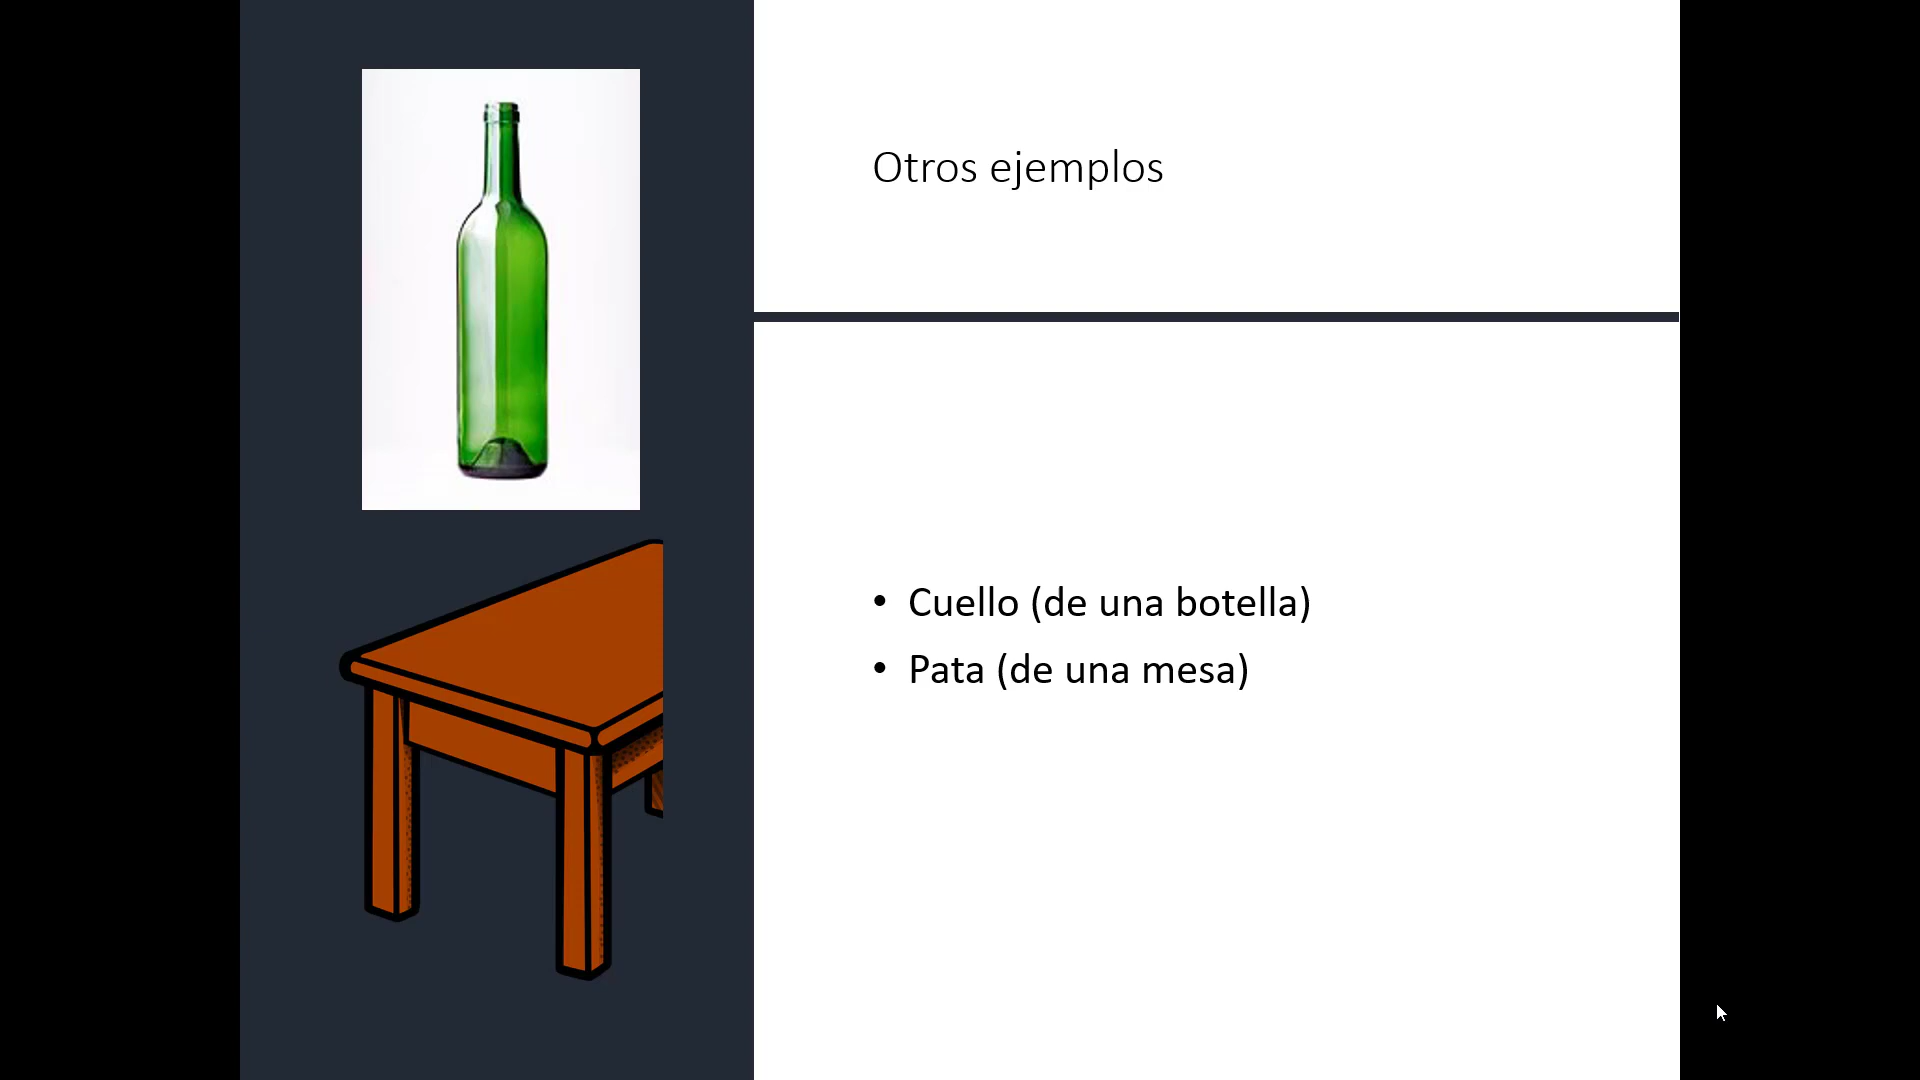 Otros ejemplos
• Cuello (de una botella)
• Pata (de una mesa)